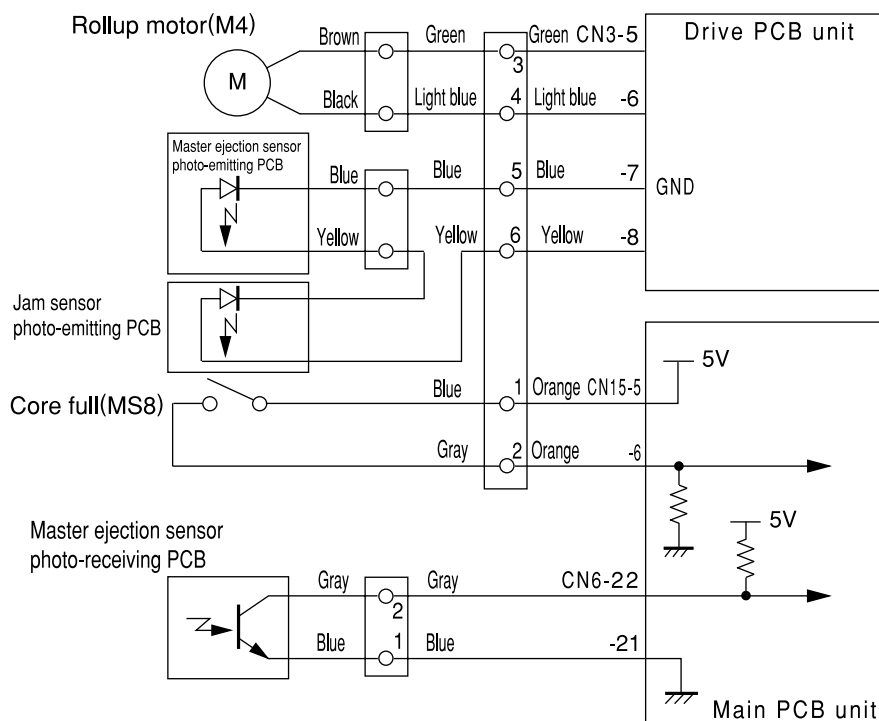 Rollup motor(M4)
M
Brown
Green
3
Green CN3-5
Drive PCB unit
Black
Light blue
4
Light blue
-6
Master ejection sensor
photo-emitting PCB
Blue
Blue
5
Blue
-7
GND
Yellow
Yellow
6
Yellow
-8
Jam sensor
photo-emitting PCB
5V
Core full(MS8)
Blue
1
Orange CN15-5
Gray
2
Orange
-6
Master ejection sensor
photo-receiving PCB
5V
Gray
2
Gray
CN6-22
Blue
1
Blue
-21
Main PCB unit